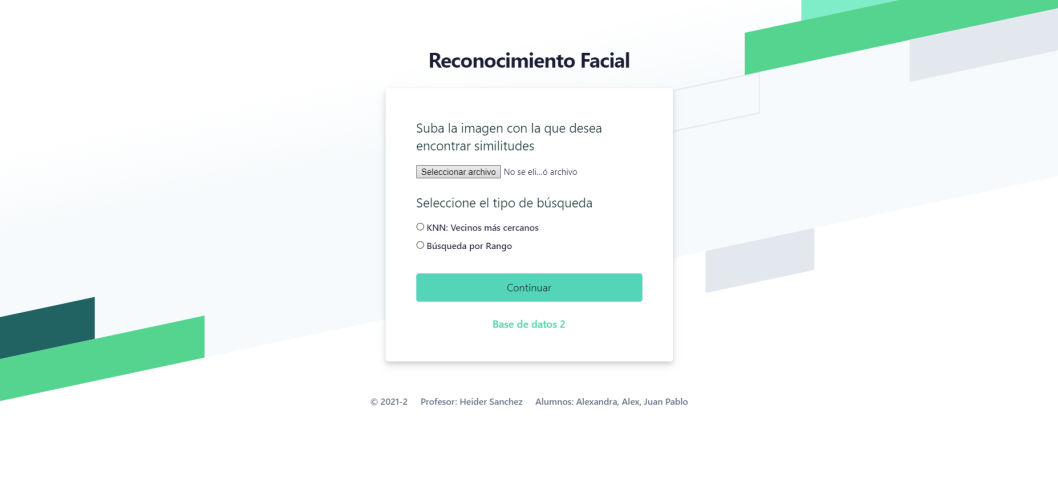 Reconocimiento Facial
Suba la imagen con la que desea
encontrar similitudes
Seleccionar archivo No se eli...ó archivo
Seleccione el tipo de búsqueda
KNN: Vecinos más cercanos
Búsqueda por Rango
Continuar
Base de datos 2
© 2021-2 Profesor: Heider Sanchez Alumnos: Alexandra, Alex, Juan Pablo